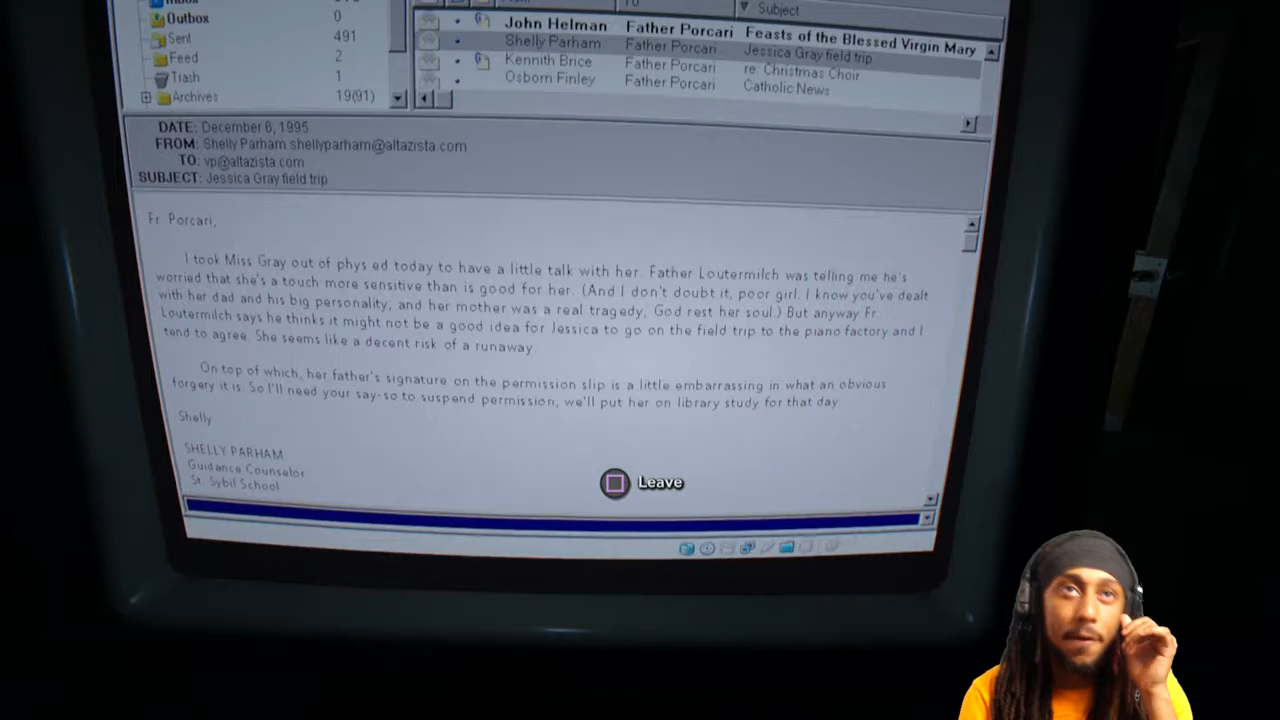 Inbox
Outbox 0
Sent 491
Feed 2
Trash 1
Archives 19(91)
Subject
John Helman Father Porcari Feasts of the Blessed Virgin Mary
Shelly Parham Father Porcari Jessica Gray field trip
Kennith Brice Father Porcari re: Christmas Choir
Osborn Finley Father Porcari Catholic News
DATE: December 6, 1995
FROM: Shelly Parham shellyparham@altazista.com
TO: vp@altazista.com
SUBJECT: Jessica Gray field trip
Fr Porcari,
I took Miss Gray out of phys ed today to have a little talk with her. Father Loutermilch was telling me he's
worried that she's a touch more sensitive than is good for her. (And I don't doubt it, poor girl. I know you've dealt
with her dad and his big personality, and her mother was a real tragedy, God rest her soul.) But anyway Fr
Loutermilch says he thinks it might not be a good idea for Jessica to go on the field trip to the piano factory and I
tend to agree. She seems like a decent risk of a runaway.
On top of which, her father's signature on the permission slip is a little embarrassing in what an obvious
forgery it is. So I'll need your say-so to suspend permission, we'll put her on library study for that day
Shelly
SHELLY PARHAM
Guidance Counselor
St. Sybil School
Leave